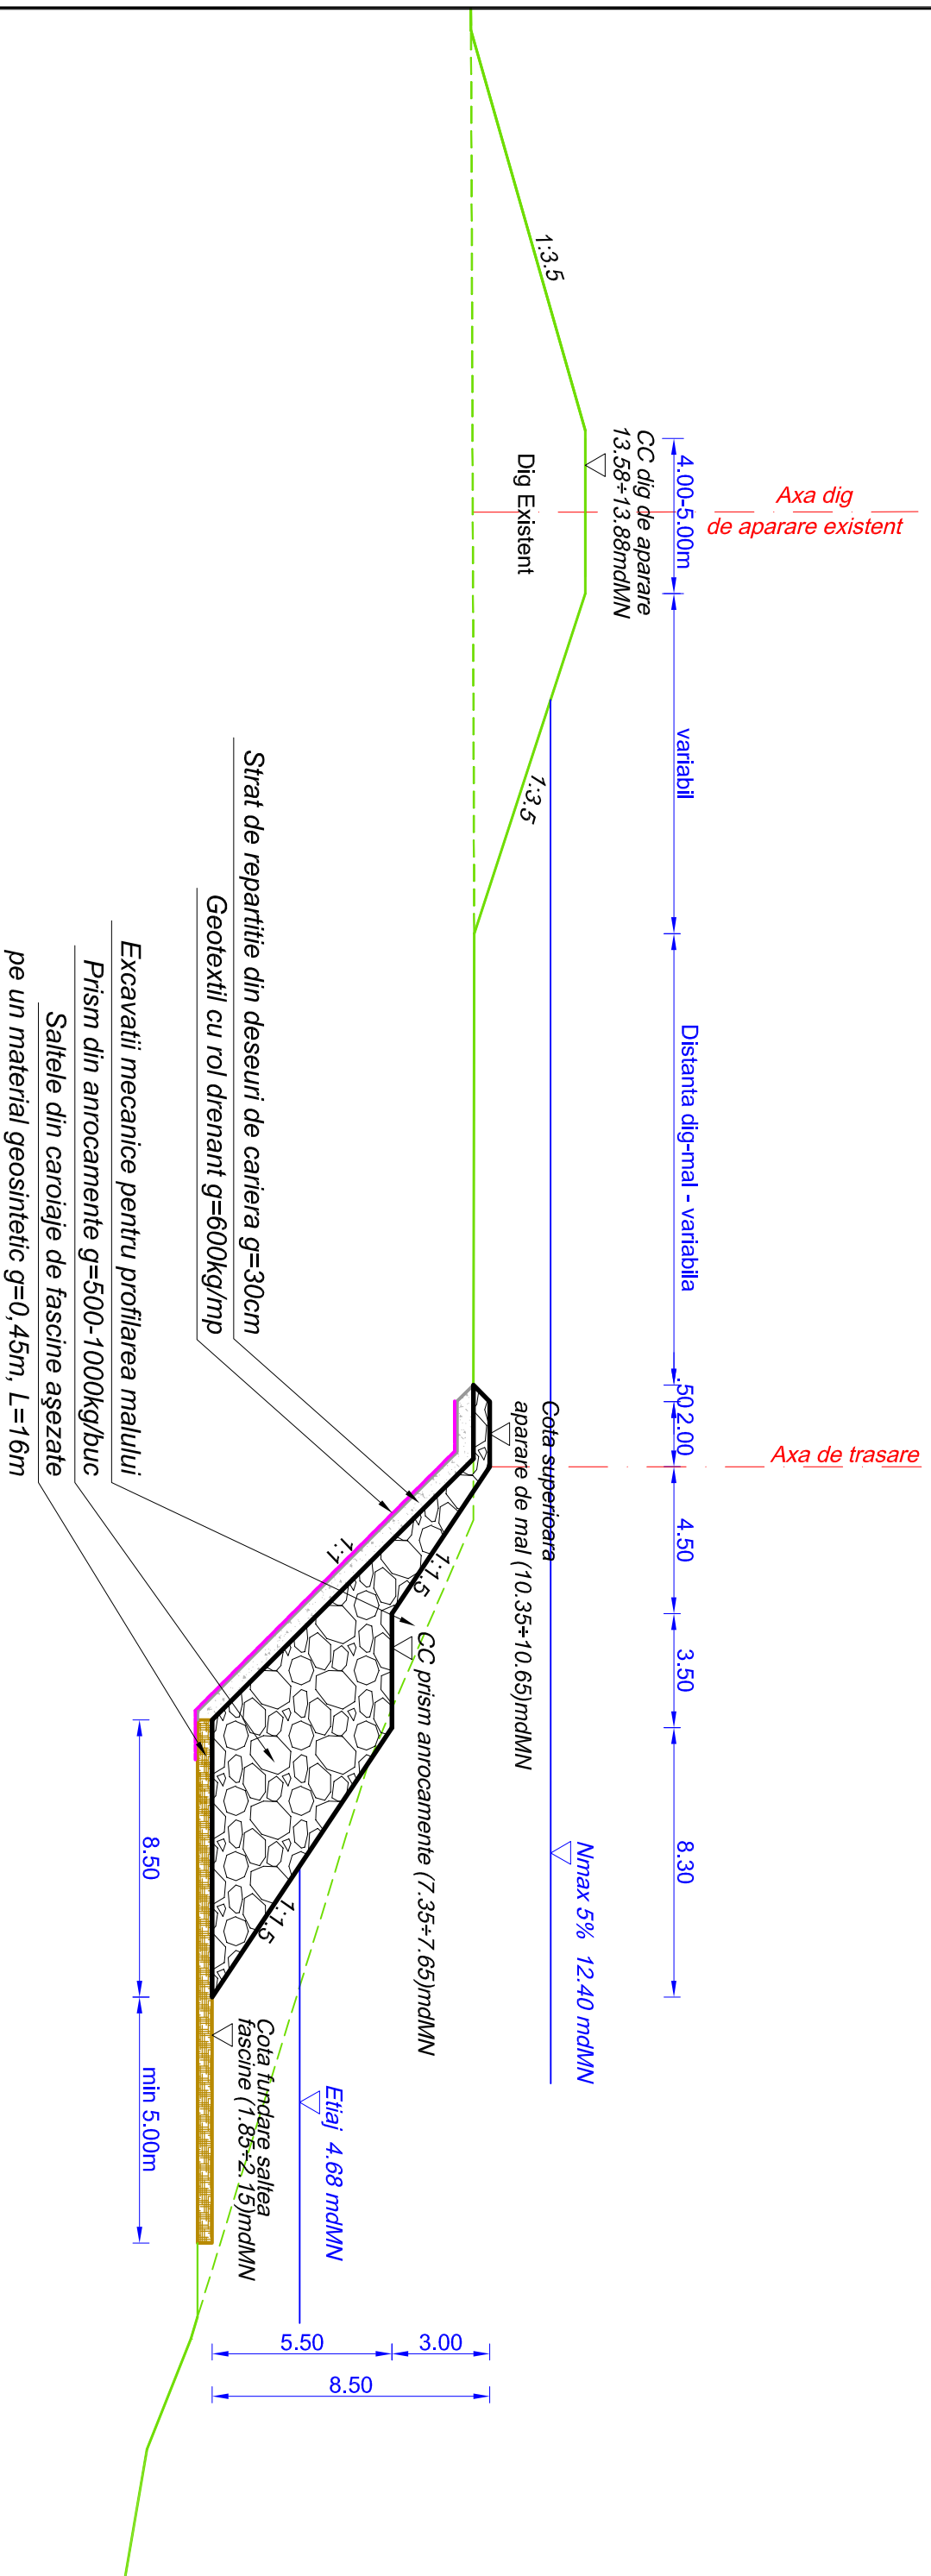 Axa dig
de aparare existent
4.00-5.00m
variabil
Distanta dig-mal - variabila
.50
2.00
Axa de trasare
4.50
3.50
8.30
CC dig de aparare
13.58÷13.88mdMN
Dig Existent
1:3.5
1:3.5
Cota superioara
aparare de mal (10.35÷10.65)mdMN
Nmax 5% 12.40 mdMN
1:1.5
1:1
CC prism anrocamente (7.35÷7.65)mdMN
1:1.5
Etiaj 4.68 mdMN
Cota fundare saltea
fascine (1.85÷2.15)mdMN
3.00
5.50
8.50
8.50
min 5.00m
Strat de repartitie din deseuri de cariera g=30cm
Geotextil cu rol drenant g=600kg/mp
Excavatii mecanice pentru profilarea malului
Prism din anrocamente g=500-1000kg/buc
Saltele din caroiaje de fascine aşezate
pe un material geosintetic g=0,45m, L=16m